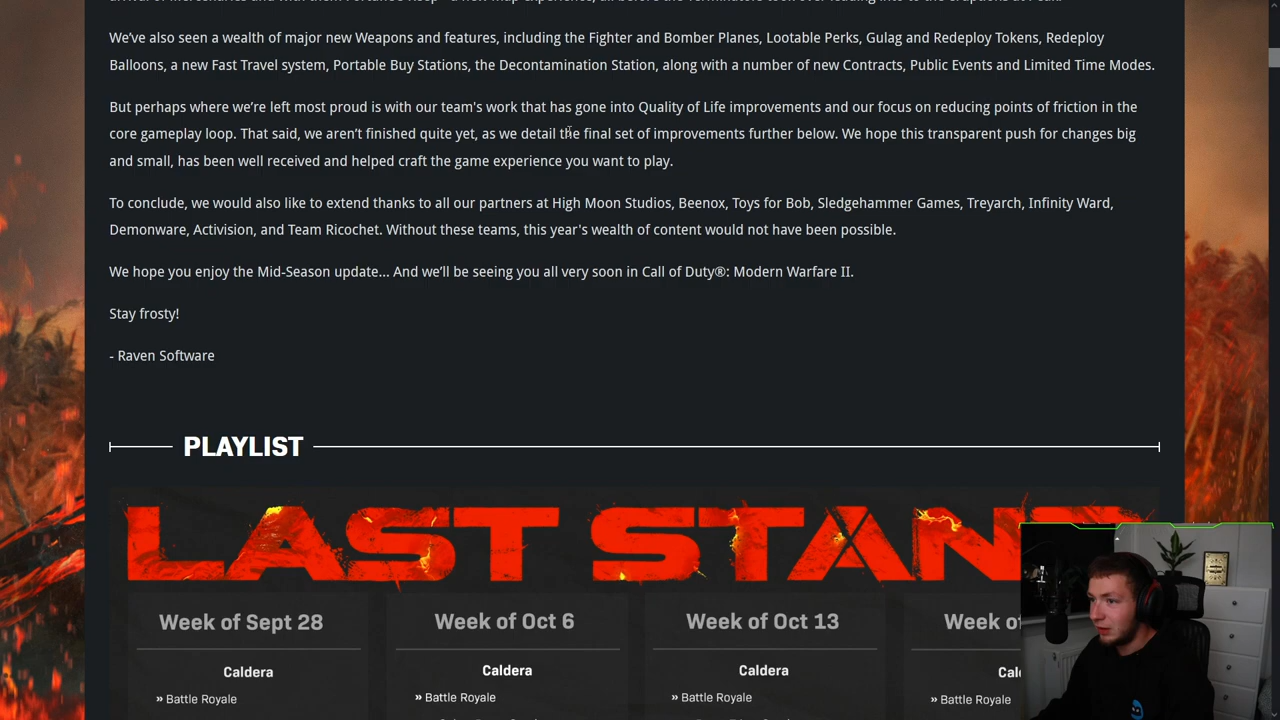 We've also seen a wealth of major new Weapons and features, including the Fighter and Bomber Planes, Lootable Perks, Gulag and Redeploy Tokens, Redeploy
Balloons, a new Fast Travel system, Portable Buy Stations, the Decontamination Station, along with a number of new Contracts, Public Events and Limited Time Modes.
But perhaps where we're left most proud is with our team's work that has gone into Quality of Life improvements and our focus on reducing points of friction in the
core gameplay loop. That said, we aren't finished quite yet, as we detail the final set of improvements further below. We hope this transparent push for changes big
and small, has been well received and helped craft the game experience you want to play.
To conclude, we would also like to extend thanks to all our partners at High Moon Studios, Beenox, Toys for Bob, Sledgehammer Games, Treyarch, Infinity Ward,
Demonware, Activision, and Team Ricochet. Without these teams, this year's wealth of content would not have been possible.
We hope you enjoy the Mid-Season update... And we'll be seeing you all very soon in Call of Duty®: Modern Warfare II.
Stay frosty!
- Raven Software
PLAYLIST
LAST STAN
Week of Sept 28
Week of Oct 6
Week of Oct 13
Week of
Caldera
Caldera
Caldera
» Battle Royale
» Battle Royale
» Battle Royale
» Battle Royale